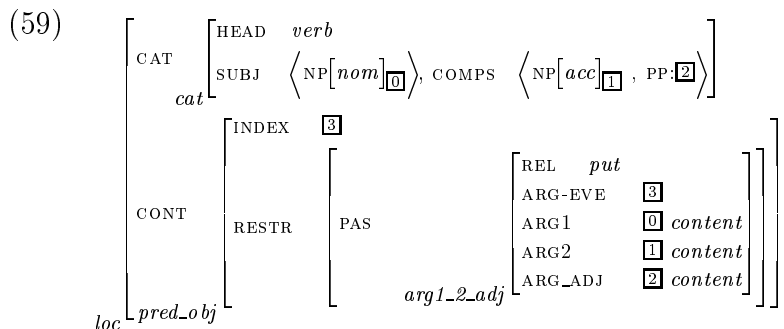 (59)
HEAD verb
CAT
SUBJ ⟨NP[nom]0⟩, COMPS ⟨NP[acc]1 , PP:2⟩
cat
INDEX 3
REL put
ARG-EVE 3
CONT RESTR PAS ARG1 0 content
ARG2 1 content
ARG_ADJ 2 content
arg1_2_adj
loc pred_obj